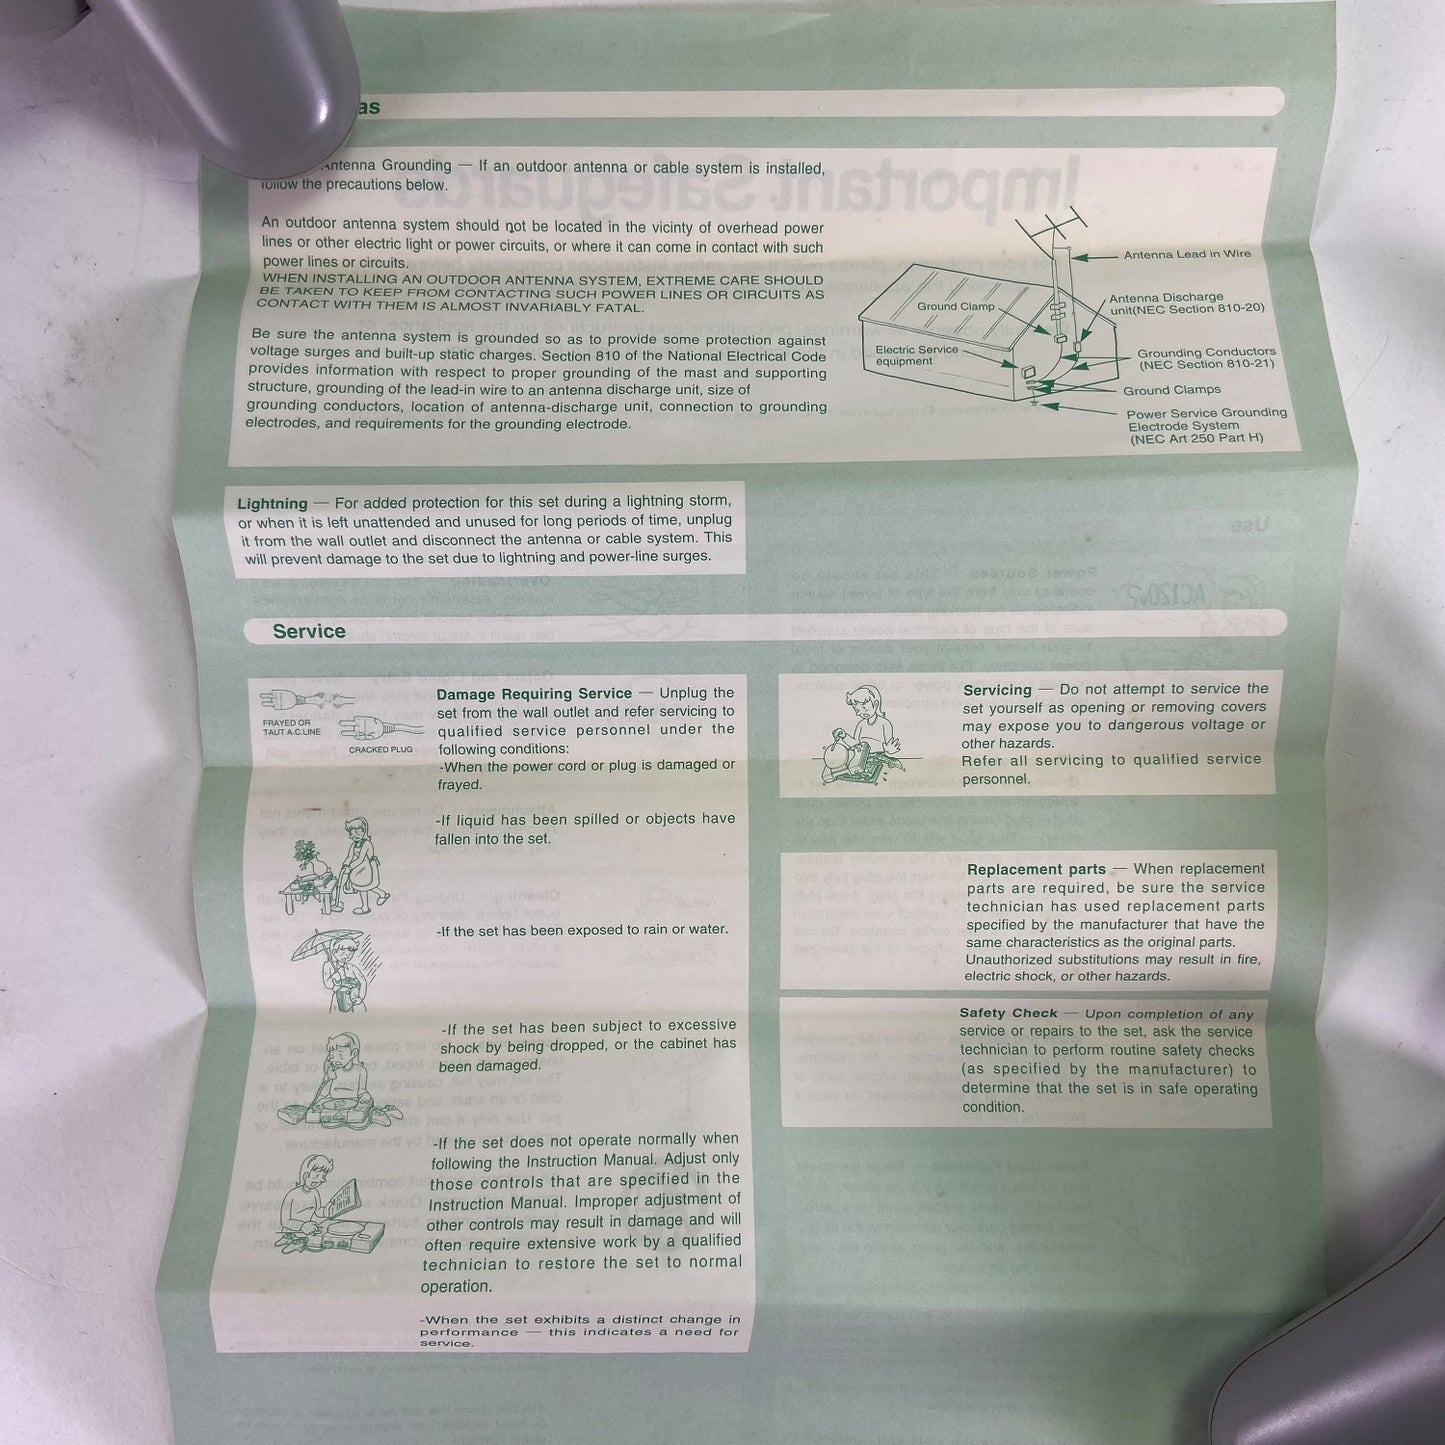 as
Antenna Grounding — If an outdoor antenna or cable system is installed,
follow the precautions below.
An outdoor antenna system should not be located in the vicinty of overhead power
lines or other electric light or power circuits, or where it can come in contact with such
power lines or circuits.
WHEN INSTALLING AN OUTDOOR ANTENNA SYSTEM, EXTREME CARE SHOULD
BE TAKEN TO KEEP FROM CONTACTING SUCH POWER LINES OR CIRCUITS AS
CONTACT WITH THEM IS ALMOST INVARIABLY FATAL.
Be sure the antenna system is grounded so as to provide some protection against
voltage surges and built-up static charges. Section 810 of the National Electrical Code
provides information with respect to proper grounding of the mast and supporting
structure, grounding of the lead-in wire to an antenna discharge unit, size of
grounding conductors, location of antenna-discharge unit, connection to grounding
electrodes, and requirements for the grounding electrode.
Antenna Lead in Wire
Ground Clamp
Antenna Discharge
unit(NEC Section 810-20)
Electric Service
equipment
Grounding Conductors
(NEC Section 810-21)
Ground Clamps
Power Service Grounding
Electrode System
(NEC Art 250 Part H)
Lightning — For added protection for this set during a lightning storm,
or when it is left unattended and unused for long periods of time, unplug
it from the wall outlet and disconnect the antenna or cable system. This
will prevent damage to the set due to lightning and power-line surges.
Service
FRAYED OR
TAUT A.C.LINE
CRACKED PLUG
Damage Requiring Service — Unplug the
set from the wall outlet and refer servicing to
qualified service personnel under the
following conditions:
-When the power cord or plug is damaged or
frayed.
-If liquid has been spilled or objects have
fallen into the set.
-If the set has been exposed to rain or water.
-If the set has been subject to excessive
shock by being dropped, or the cabinet has
been damaged.
-If the set does not operate normally when
following the Instruction Manual. Adjust only
those controls that are specified in the
Instruction Manual. Improper adjustment of
other controls may result in damage and will
often require extensive work by a qualified
technician to restore the set to normal
operation.
-When the set exhibits a distinct change in
performance — this indicates a need for
service.
Servicing — Do not attempt to service the
set yourself as opening or removing covers
may expose you to dangerous voltage or
other hazards.
Refer all servicing to qualified service
personnel.
Replacement parts — When replacement
parts are required, be sure the service
technician has used replacement parts
specified by the manufacturer that have the
same characteristics as the original parts.
Unauthorized substitutions may result in fire,
electric shock, or other hazards.
Safety Check — Upon completion of any
service or repairs to the set, ask the service
technician to perform routine safety checks
(as specified by the manufacturer) to
determine that the set is in safe operating
condition.